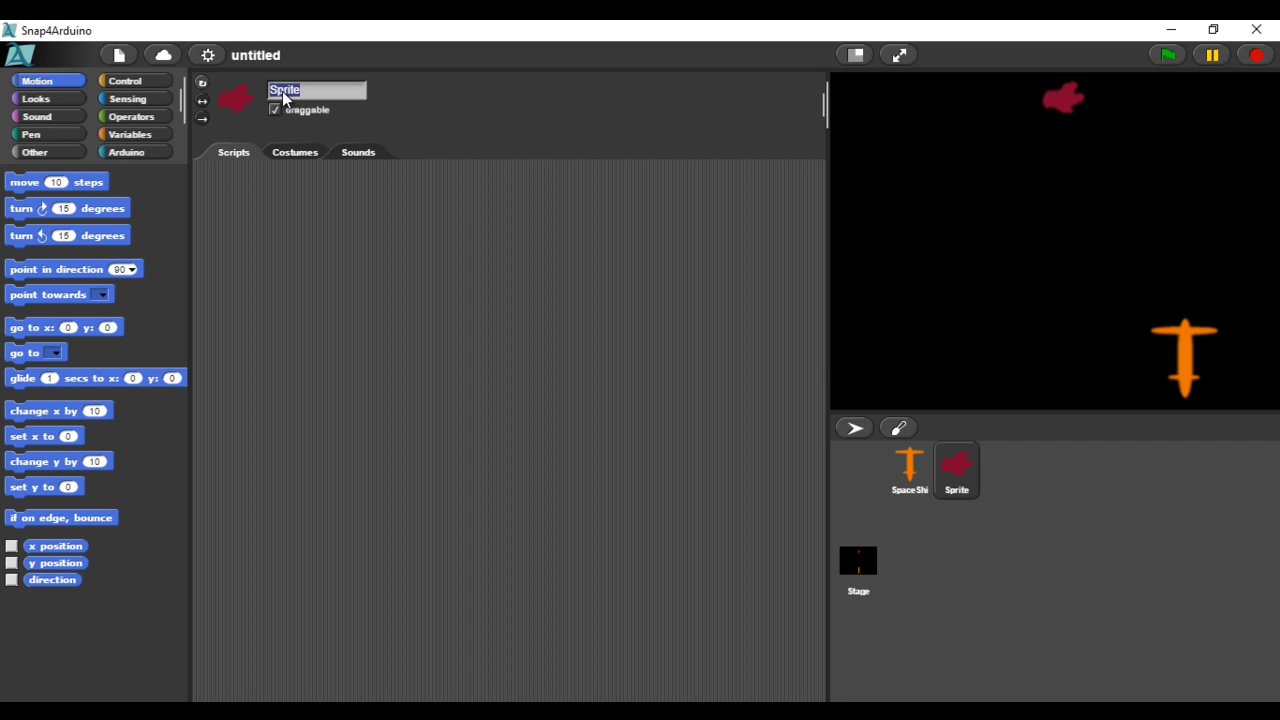 Snap4Arduino
untitled
Motion Control
Looks Sensing
Sound Operators
Pen Variables
Other Arduino
Sprite
draggable
Scripts Costumes Sounds
move 10 steps
turn 15 degrees
turn 15 degrees
point in direction 90
point towards
go to x: 0 y: 0
go to
glide 1 secs to x: 0 y: 0
change x by 10
set x to 0
change y by 10
set y to 0
if on edge, bounce
x position
y position
direction
SpaceShi Sprite
Stage